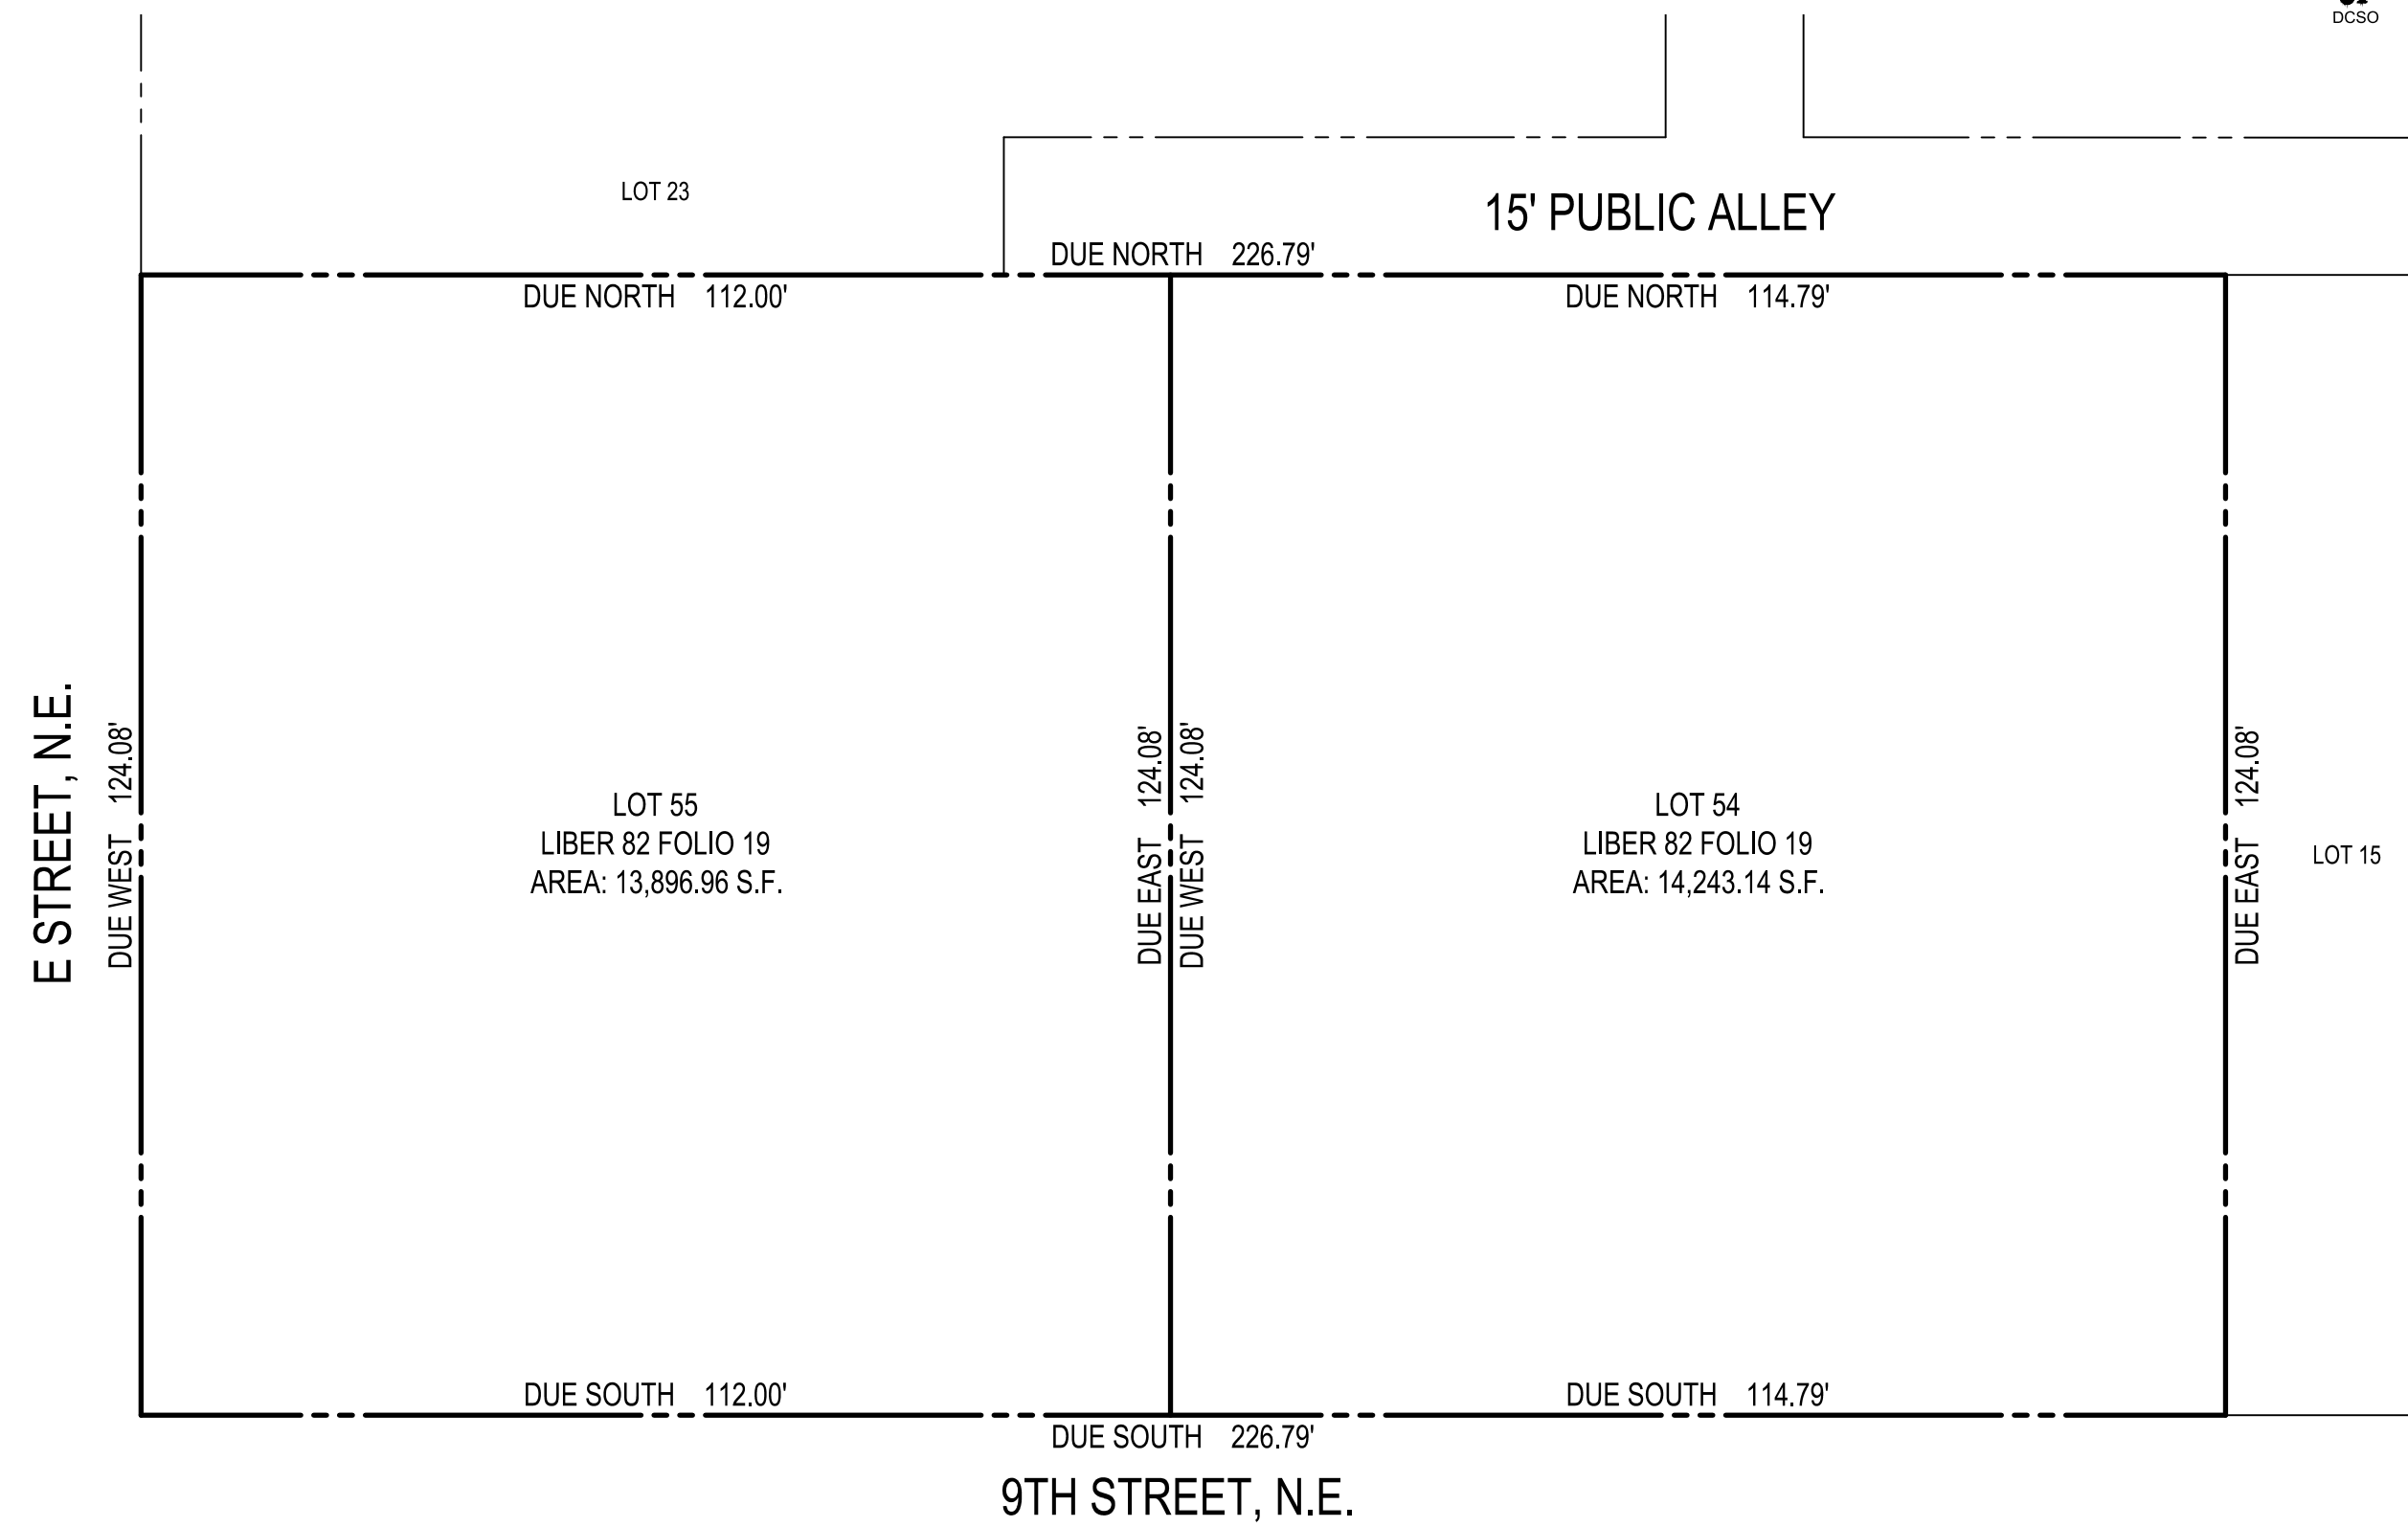 DCSO
LOT 23
15' PUBLIC ALLEY
DUE NORTH 226.79'
DUE NORTH 112.00'
DUE NORTH 114.79'
E STREET, N.E.
DUE WEST 124.08'
LOT 55
LIBER 82 FOLIO 19
AREA: 13,896.96 S.F.
DUE EAST 124.08'
DUE WEST 124.08'
LOT 54
LIBER 82 FOLIO 19
AREA: 14,243.14 S.F.
DUE EAST 124.08'
LOT 15
DUE SOUTH 112.00'
DUE SOUTH 114.79'
DUE SOUTH 226.79'
9TH STREET, N.E.